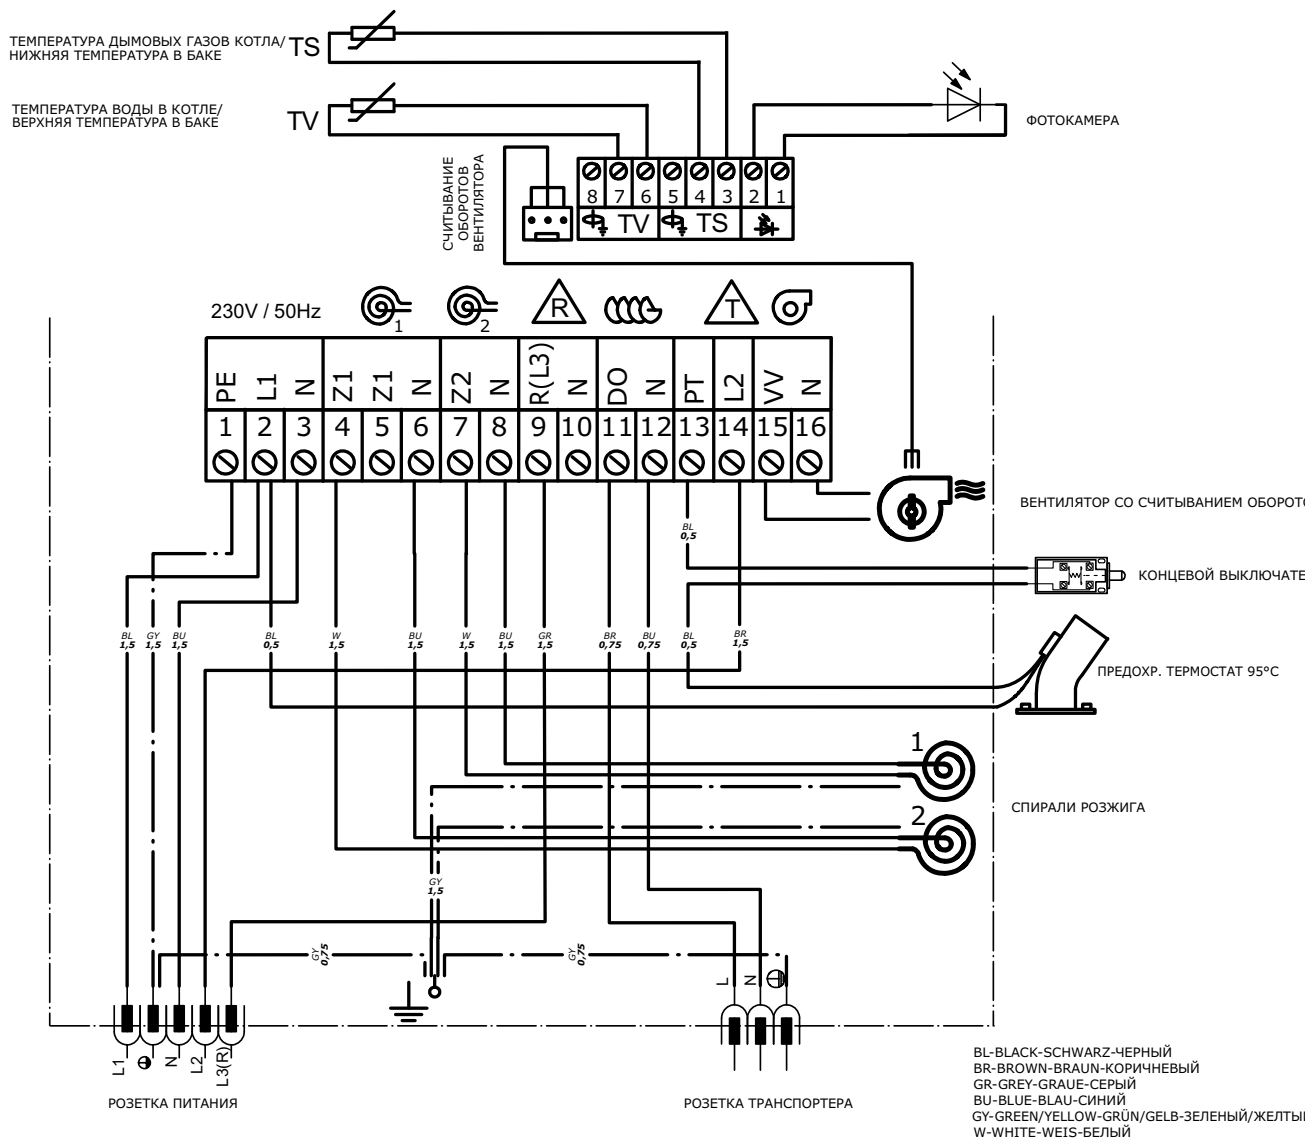 ТЕМПЕРАТУРА ДЫМОВЫХ ГАЗОВ КОТЛА/
НИЖНЯЯ ТЕМПЕРАТУРА В БАКЕ
TS
ТЕМПЕРАТУРА ВОДЫ В КОТЛЕ/
ВЕРХНЯЯ ТЕМПЕРАТУРА В БАКЕ
TV
ФОТОКАМЕРА
СЧИТЫВАНИЕ
ОБОРОТОВ
ВЕНТИЛЯТОРА
8 7 6 5 4 3 2 1
TV TS
230V / 50Hz
1 2 R T
PE L1 N Z1 Z1 N Z2 N R(L3) N DO N PT L2 VV N
1 2 3 4 5 6 7 8 9 10 11 12 13 14 15 16
ВЕНТИЛЯТОР СО СЧИТЫВАНИЕМ ОБОРОТО
BL
0,5
КОНЦЕВОЙ ВЫКЛЮЧАТЕ
BL
1,5
GY
1,5
BU
1,5
BL
0,5
W
1,5
BU
1,5
W
1,5
BU
1,5
GR
1,5
BR
0,75
BU
0,75
BL
0,5
BR
1,5
ПРЕДОХР. ТЕРМОСТАТ 95°C
1
СПИРАЛИ РОЗЖИГА
2
GY
1,5
GY
0,75
GY
0,75
L N
L1 N L2 L3(R)
РОЗЕТКА ПИТАНИЯ
РОЗЕТКА ТРАНСПОРТЕРА
BL-BLACK-SCHWARZ-ЧЕРНЫЙ
BR-BROWN-BRAUN-КОРИЧНЕВЫЙ
GR-GREY-GRAUE-СЕРЫЙ
BU-BLUE-BLAU-СИНИЙ
GY-GREEN/YELLOW-GRÜN/GELB-ЗЕЛЕНЫЙ/ЖЕЛТЫ
W-WHITE-WEIS-БЕЛЫЙ